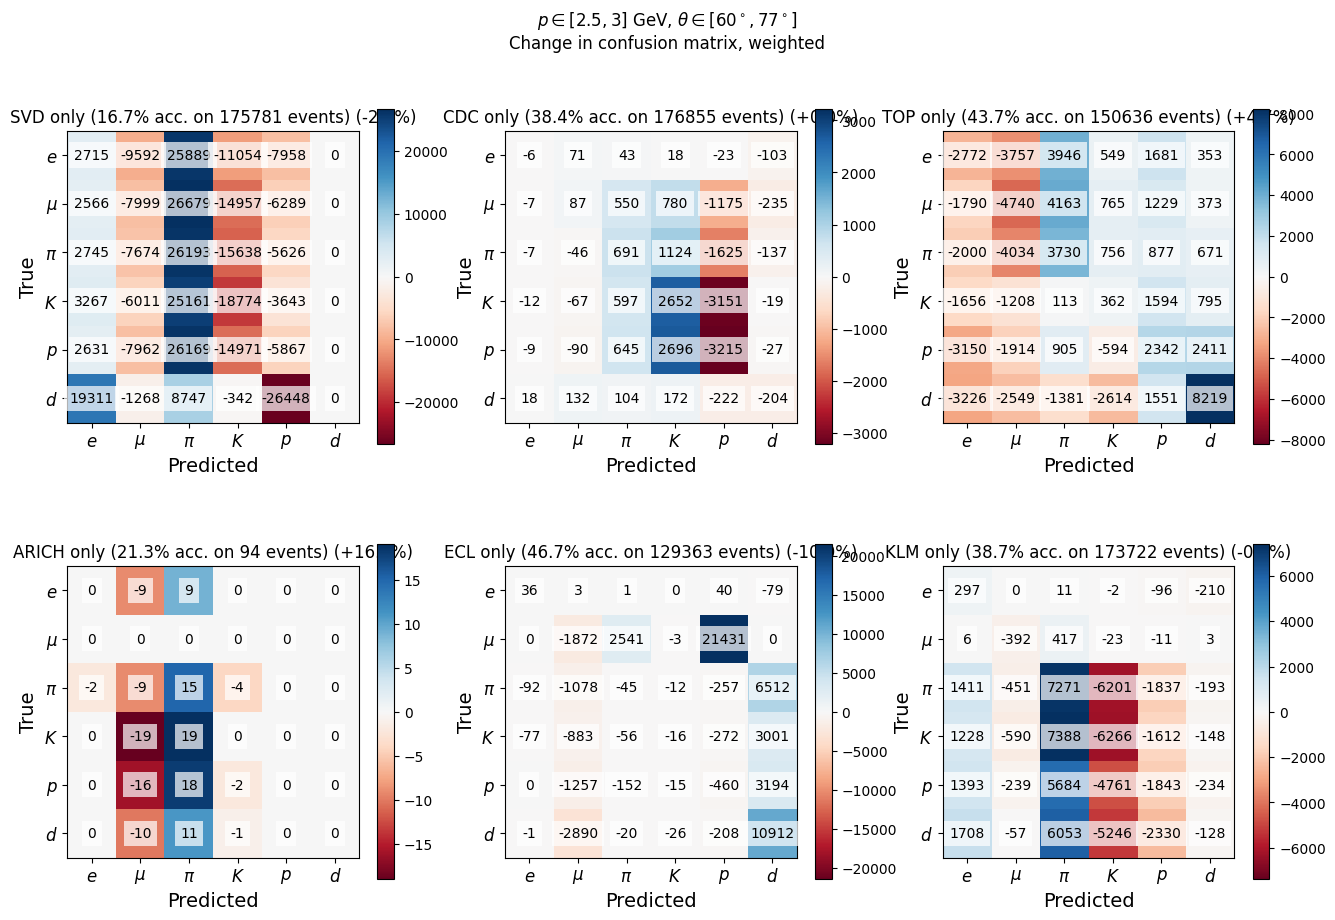 p ∈ [2.5, 3] GeV, θ ∈ [60°, 77°]
Change in confusion matrix, weighted
SVD only (16.7% acc. on 175781 events)
e 2715 -9592 25889 -11054 -7958 0
μ 2566 -7999 26679 -14957 -6289 0
π 2745 -7674 26193 -15638 -5626 0
K 3267 -6011 25161 -18774 -3643 0
p 2631 -7962 26169 -14971 -5867 0
d 19311 -1268 8747 -342 -26448 0
e μ π K p d
Predicted
True
20000
10000
0
−10000
−20000
CDC only (38.4% acc. on 176855 events)
e -6 71 43 18 -23 -103
μ -7 87 550 780 -1175 -235
π -7 -46 691 1124 -1625 -137
K -12 -67 597 2652 -3151 -19
p -9 -90 645 2696 -3215 -27
d 18 132 104 172 -222 -204
e μ π K p d
Predicted
True
3000
2000
1000
0
−1000
−2000
−3000
TOP only (43.7% acc. on 150636 events)
e -2772 -3757 3946 549 1681 353
μ -1790 -4740 4163 765 1229 373
π -2000 -4034 3730 756 877 671
K -1656 -1208 113 362 1594 795
p -3150 -1914 905 -594 2342 2411
d -3226 -2549 -1381 -2614 1551 8219
e μ π K p d
Predicted
True
8000
6000
4000
2000
0
−2000
−4000
−6000
−8000
ARICH only (21.3% acc. on 94 events)
e 0 -9 9 0 0 0
μ 0 0 0 0 0 0
π -2 -9 15 -4 0 0
K 0 -19 19 0 0 0
p 0 -16 18 -2 0 0
d 0 -10 11 -1 0 0
e μ π K p d
Predicted
True
15
10
5
0
−5
−10
−15
ECL only (46.7% acc. on 129363 events)
e 36 3 1 0 40 -79
μ 0 -1872 2541 -3 21431 0
π -92 -1078 -45 -12 -257 6512
K -77 -883 -56 -16 -272 3001
p 0 -1257 -152 -15 -460 3194
d -1 -2890 -20 -26 -208 10912
e μ π K p d
Predicted
True
20000
15000
10000
5000
0
−5000
−10000
−15000
−20000
KLM only (38.7% acc. on 173722 events)
e 297 0 11 -2 -96 -210
μ 6 -392 417 -23 -11 3
π 1411 -451 7271 -6201 -1837 -193
K 1228 -590 7388 -6266 -1612 -148
p 1393 -239 5684 -4761 -1843 -234
d 1708 -57 6053 -5246 -2330 -128
e μ π K p d
Predicted
True
6000
4000
2000
0
−2000
−4000
−6000